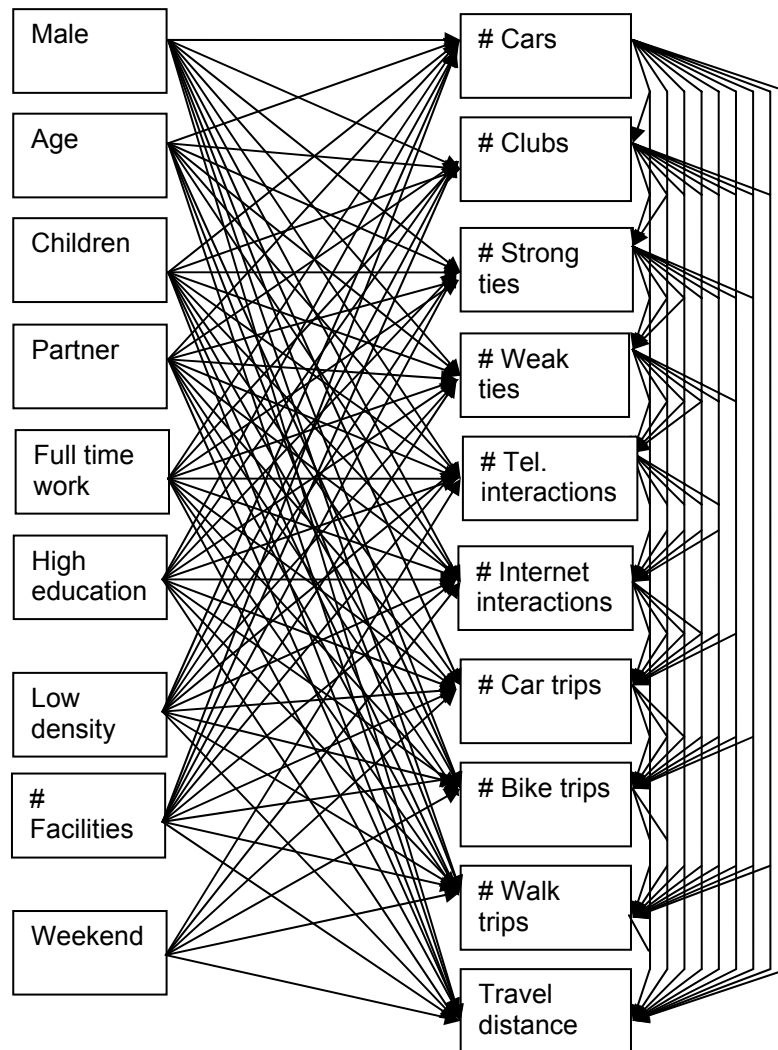 Male
Age
Children
Partner
Full time
work
High
education
Low
density
#
Facilities
Weekend
# Cars
# Clubs
# Strong
ties
# Weak
ties
# Tel.
interactions
# Internet
interactions
# Car trips
# Bike trips
# Walk
trips
Travel
distance